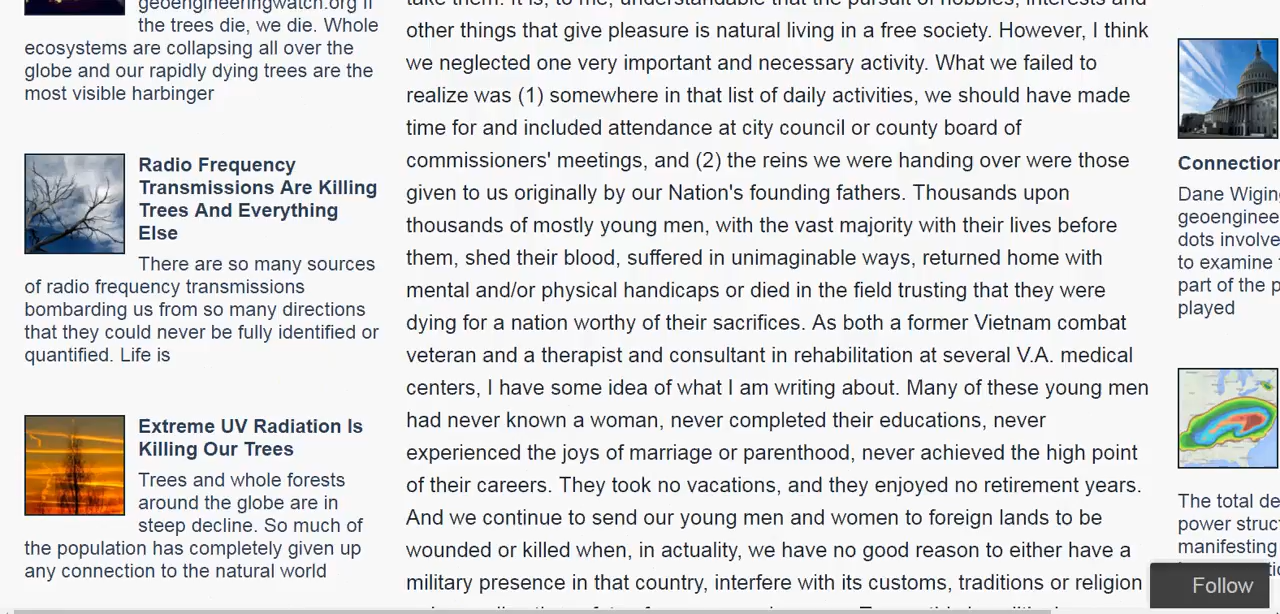 geoengineeringwatch.org If
the trees die, we die. Whole
ecosystems are collapsing all over the
globe and our rapidly dying trees are the
most visible harbinger
Radio Frequency
Transmissions Are Killing
Trees And Everything
Else
There are so many sources
of radio frequency transmissions
bombarding us from so many directions
that they could never be fully identified or
quantified. Life is
Extreme UV Radiation Is
Killing Our Trees
Trees and whole forests
around the globe are in
steep decline. So much of
the population has completely given up
any connection to the natural world
take them. It is, to me, understandable that the pursuit of hobbies, interests and
other things that give pleasure is natural living in a free society. However, I think
we neglected one very important and necessary activity. What we failed to
realize was (1) somewhere in that list of daily activities, we should have made
time for and included attendance at city council or county board of
commissioners' meetings, and (2) the reins we were handing over were those
given to us originally by our Nation's founding fathers. Thousands upon
thousands of mostly young men, with the vast majority with their lives before
them, shed their blood, suffered in unimaginable ways, returned home with
mental and/or physical handicaps or died in the field trusting that they were
dying for a nation worthy of their sacrifices. As both a former Vietnam combat
veteran and a therapist and consultant in rehabilitation at several V.A. medical
centers, I have some idea of what I am writing about. Many of these young men
had never known a woman, never completed their educations, never
experienced the joys of marriage or parenthood, never achieved the high point
of their careers. They took no vacations, and they enjoyed no retirement years.
And we continue to send our young men and women to foreign lands to be
wounded or killed when, in actuality, we have no good reason to either have a
military presence in that country, interfere with its customs, traditions or religion
Connection
Dane Wigin
geoenginee
dots involve
to examine
part of the p
played
The total de
power struc
manifesting
Follow